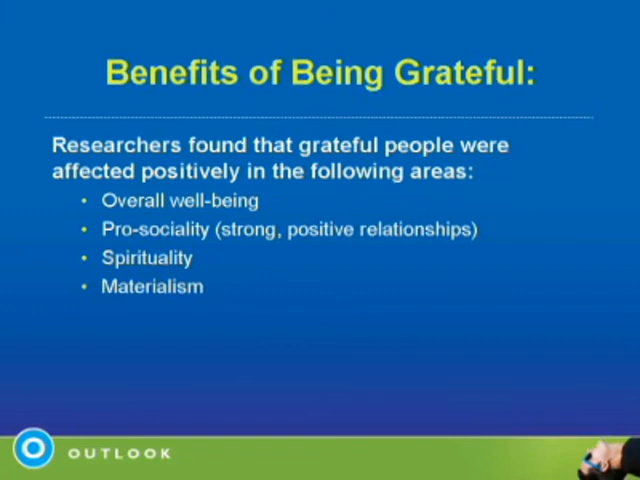 Benefits of Being Grateful:
Researchers found that grateful people were
affected positively in the following areas:
• Overall well-being
• Pro-sociality (strong, positive relationships)
• Spirituality
• Materialism
OUTLOOK